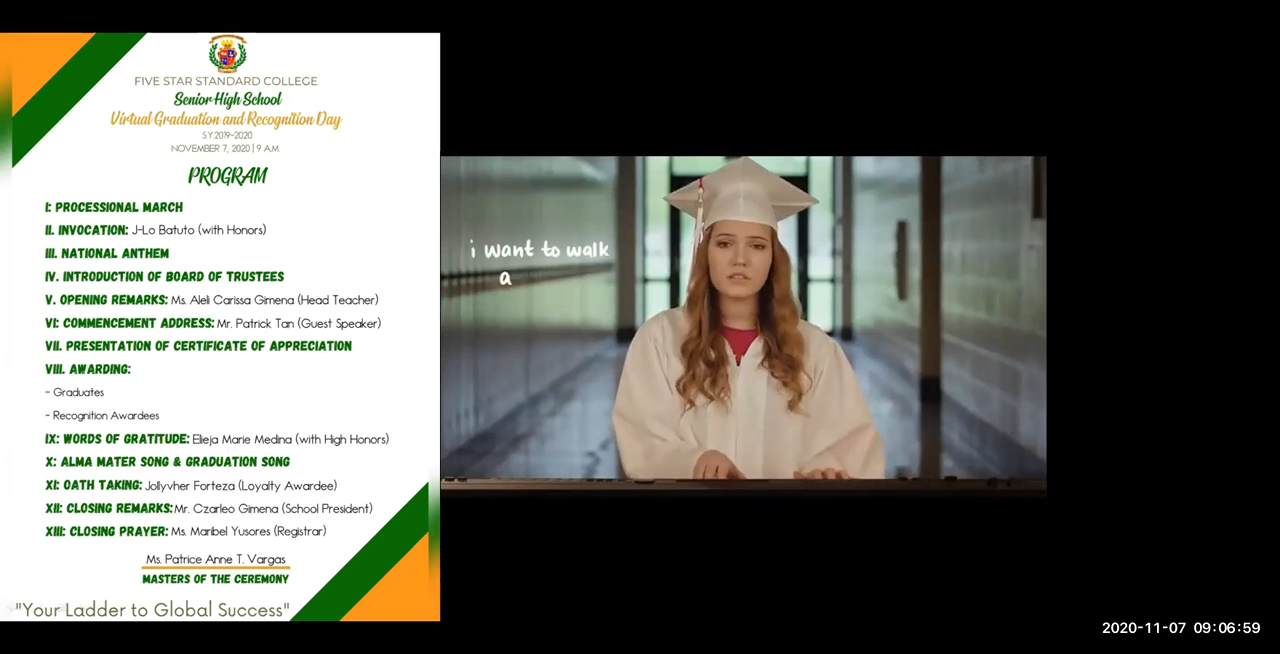 FIVE STAR STANDARD COLLEGE
Senior High School
Virtual Graduation and Recognition Day
S.Y.2019-2020
NOVEMBER 7, 2020 | 9 A.M.
PROGRAM
I: PROCESSIONAL MARCH
II. INVOCATION: J-Lo Batuto (with Honors)
III. NATIONAL ANTHEM
IV. INTRODUCTION OF BOARD OF TRUSTEES
V. OPENING REMARKS: Ms. Aleli Carissa Gimena (Head Teacher)
VI: COMMENCEMENT ADDRESS: Mr. Patrick Tan (Guest Speaker)
VII. PRESENTATION OF CERTIFICATE OF APPRECIATION
VIII. AWARDING:
- Graduates
- Recognition Awardees
IX: WORDS OF GRATITUDE: Elieja Marie Medina (with High Honors)
X: ALMA MATER SONG & GRADUATION SONG
XI: OATH TAKING: Jollyvher Forteza (Loyalty Awardee)
XII: CLOSING REMARKS: Mr. Czarleo Gimena (School President)
XIII: CLOSING PRAYER: Ms. Maribel Yusores (Registrar)
Ms. Patrice Anne T. Vargas
MASTERS OF THE CEREMONY
"Your Ladder to Global Success"
i want to walk
a
2020-11-07 09:06:59